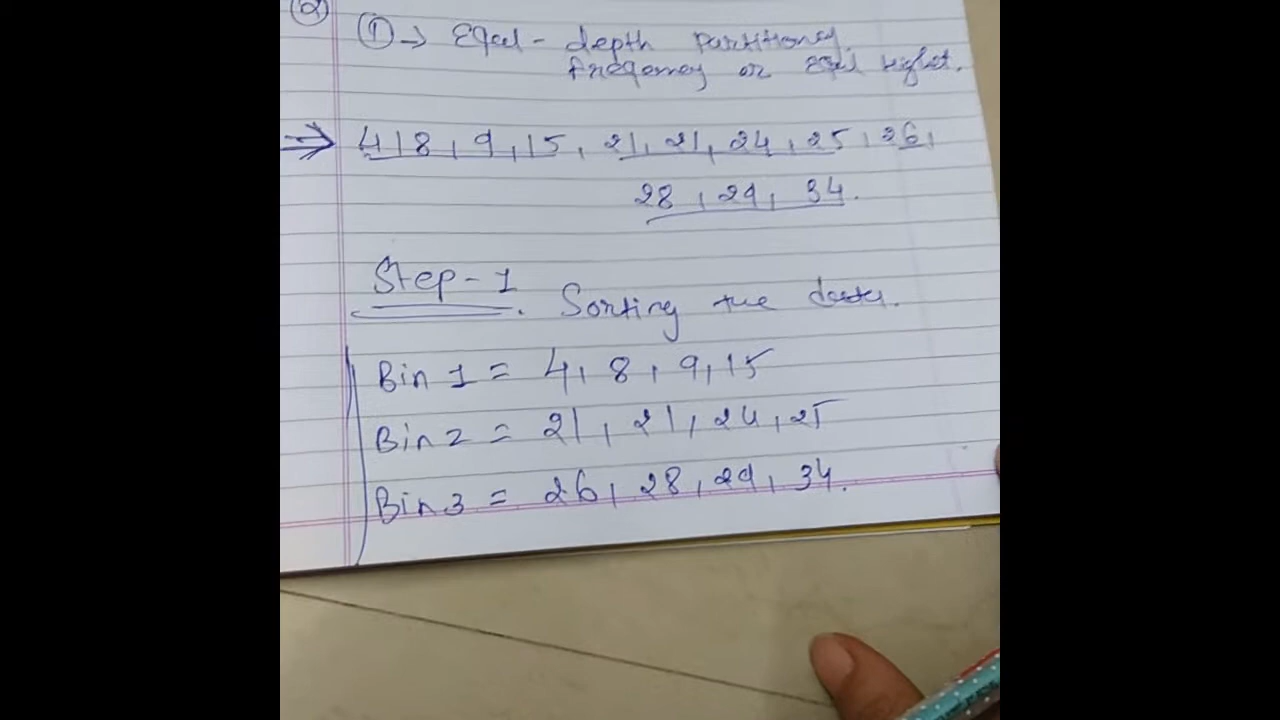 2
① → Equal - depth Partitioning
frequency or Equal height.
⇒ 4, 8, 9, 15, 21, 21, 24, 25, 26,
28, 29, 34.
Step - 1
Sorting the data.
Bin 1 = 4, 8, 9, 15
Bin 2 = 21, 21, 24, 25
Bin 3 = 26, 28, 29, 34.